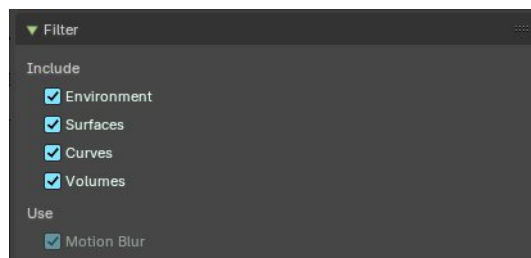 Filter
Include
Environment
Surfaces
Curves
Volumes
Use
Motion Blur